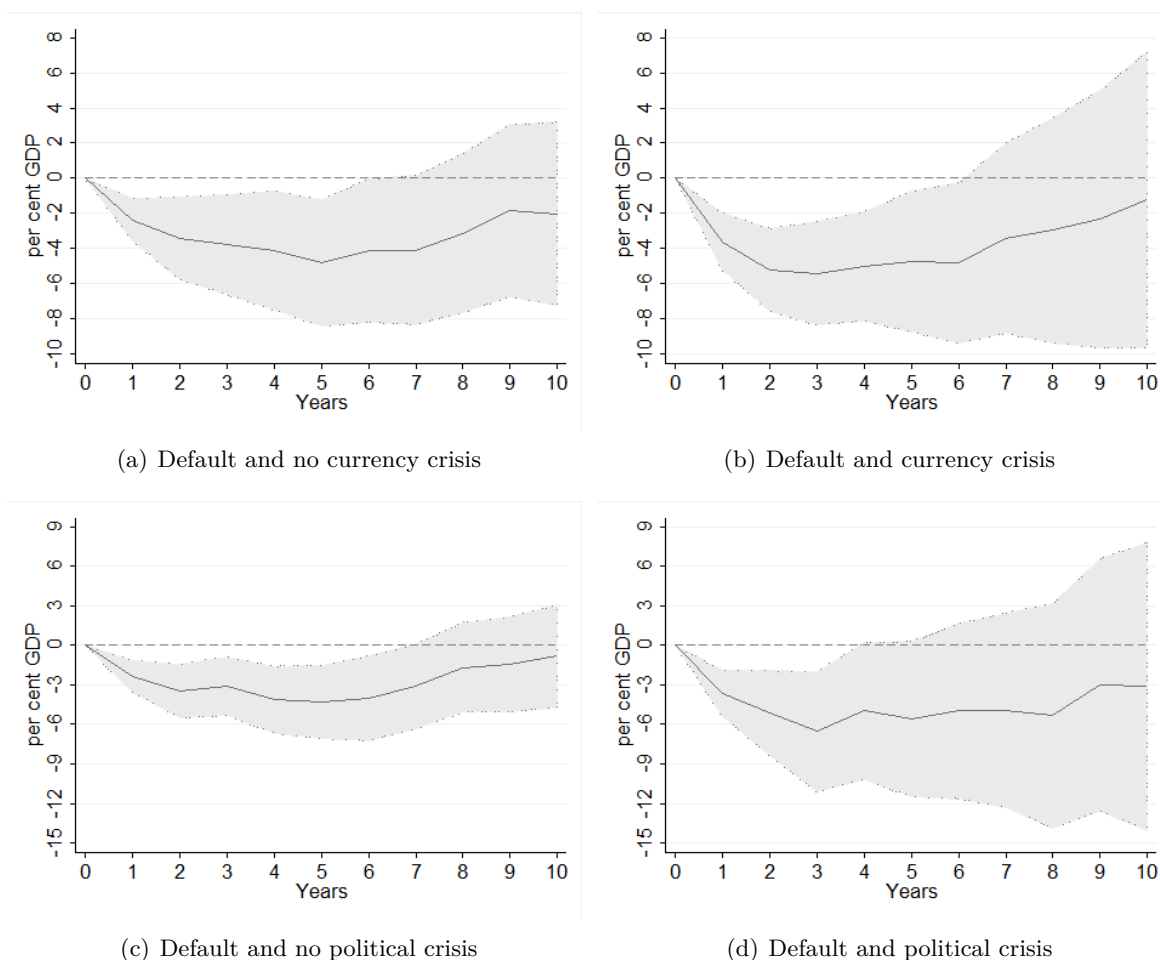 per cent GDP
8
6
4
2
0
-2
-4
-6
-8
-10
0 1 2 3 4 5 6 7 8 9 10
Years
(a) Default and no currency crisis
per cent GDP
8
6
4
2
0
-2
-4
-6
-8
-10
0 1 2 3 4 5 6 7 8 9 10
Years
(b) Default and currency crisis
per cent GDP
9
6
3
0
-3
-6
-9
-12
-15
0 1 2 3 4 5 6 7 8 9 10
Years
(c) Default and no political crisis
per cent GDP
9
6
3
0
-3
-6
-9
-12
-15
0 1 2 3 4 5 6 7 8 9 10
Years
(d) Default and political crisis